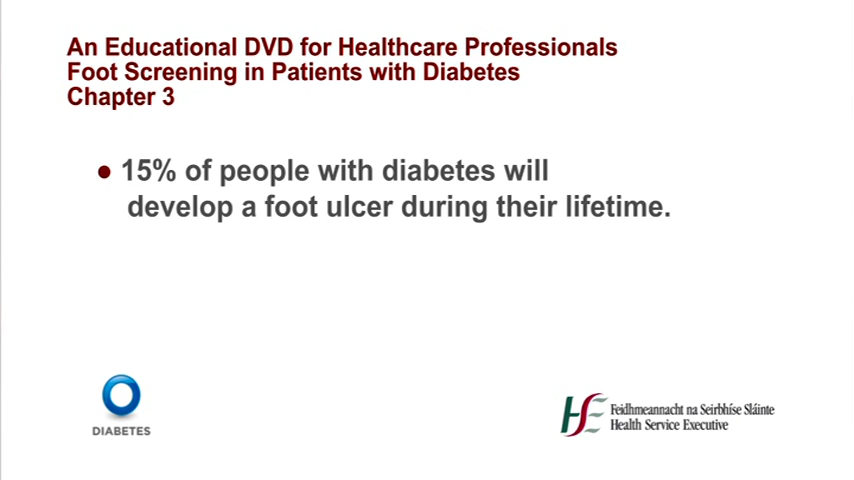 An Educational DVD for Healthcare Professionals
Foot Screening in Patients with Diabetes
Chapter 3
● 15% of people with diabetes will
develop a foot ulcer during their lifetime.
DIABETES
HSE
Feidhmeannacht na Seirbhíse Sláinte
Health Service Executive